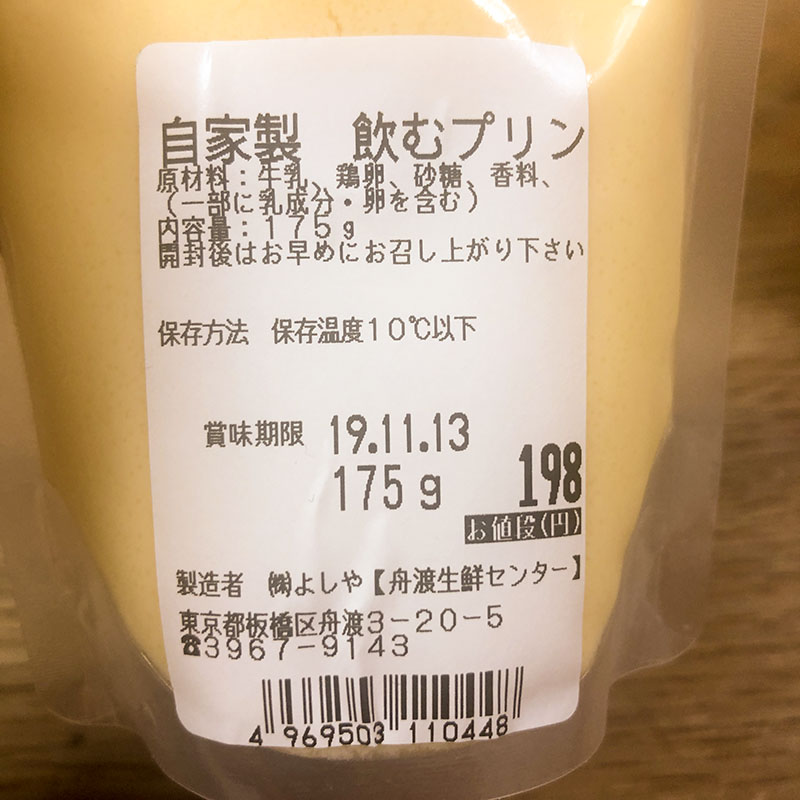 自家製　飲むプリン
原材料：牛乳、鶏卵、砂糖、香料、
（一部に乳成分・卵を含む）
内容量：１７５ｇ
開封後はお早めにお召し上がり下さい
保存方法　保存温度１０℃以下
賞味期限 19.11.13
175g 198
お値段(円)
製造者　㈱よしや【舟渡生鮮センター】
東京都板橋区舟渡３－２０－５
☎３９６７－９１４３
4 969503 110448